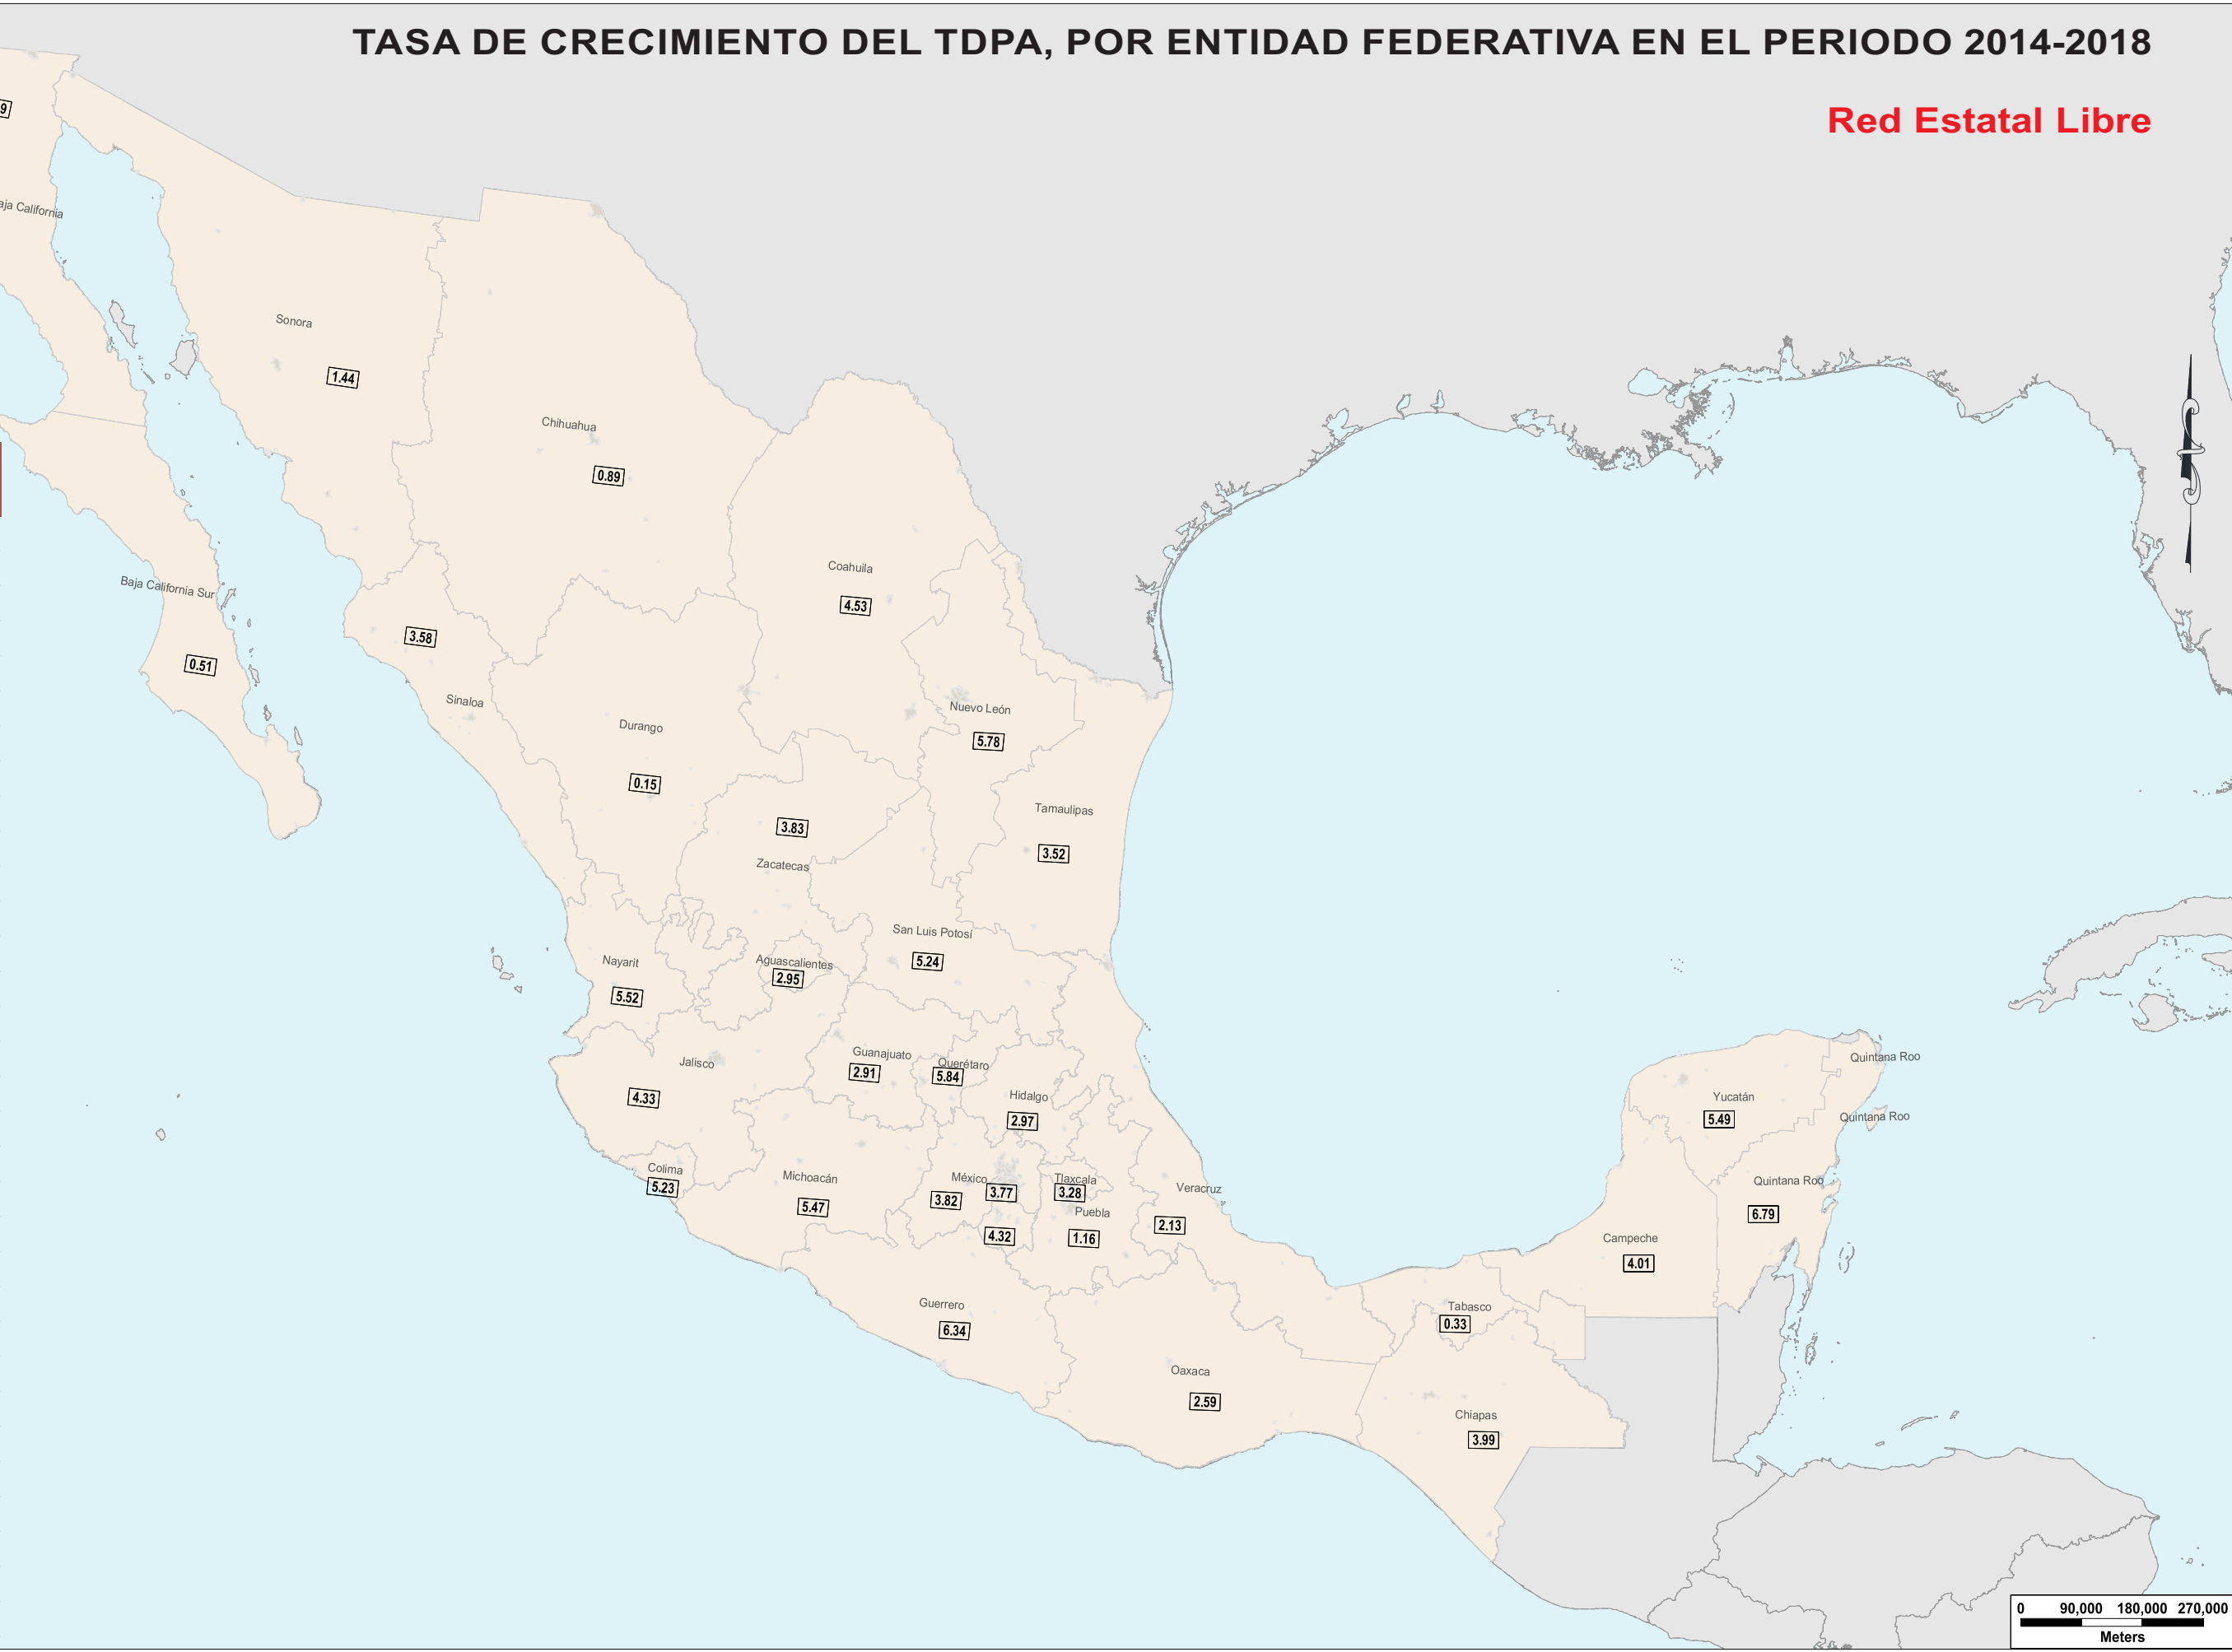 TASA DE CRECIMIENTO DEL TDPA, POR ENTIDAD FEDERATIVA EN EL PERIODO 2014-2018
Red Estatal Libre
9
aja California
Sonora
1.44
Chihuahua
0.89
Coahuila
4.53
Baja California Sur
0.51
3.58
Sinaloa
Nuevo León
5.78
Durango
0.15
Tamaulipas
3.52
3.83
Zacatecas
San Luis Potosí
5.24
Nayarit
5.52
Aguascalientes
2.95
Jalisco
4.33
Guanajuato
2.91
Querétaro
5.84
Hidalgo
2.97
Quintana Roo
Yucatán
5.49
Quintana Roo
Colima
5.23
Michoacán
5.47
México
3.82
3.77
4.32
Tlaxcala
3.28
Puebla
1.16
Veracruz
2.13
Quintana Roo
6.79
Campeche
4.01
Guerrero
6.34
Tabasco
0.33
Oaxaca
2.59
Chiapas
3.99
0 90,000 180,000 270,000
Meters